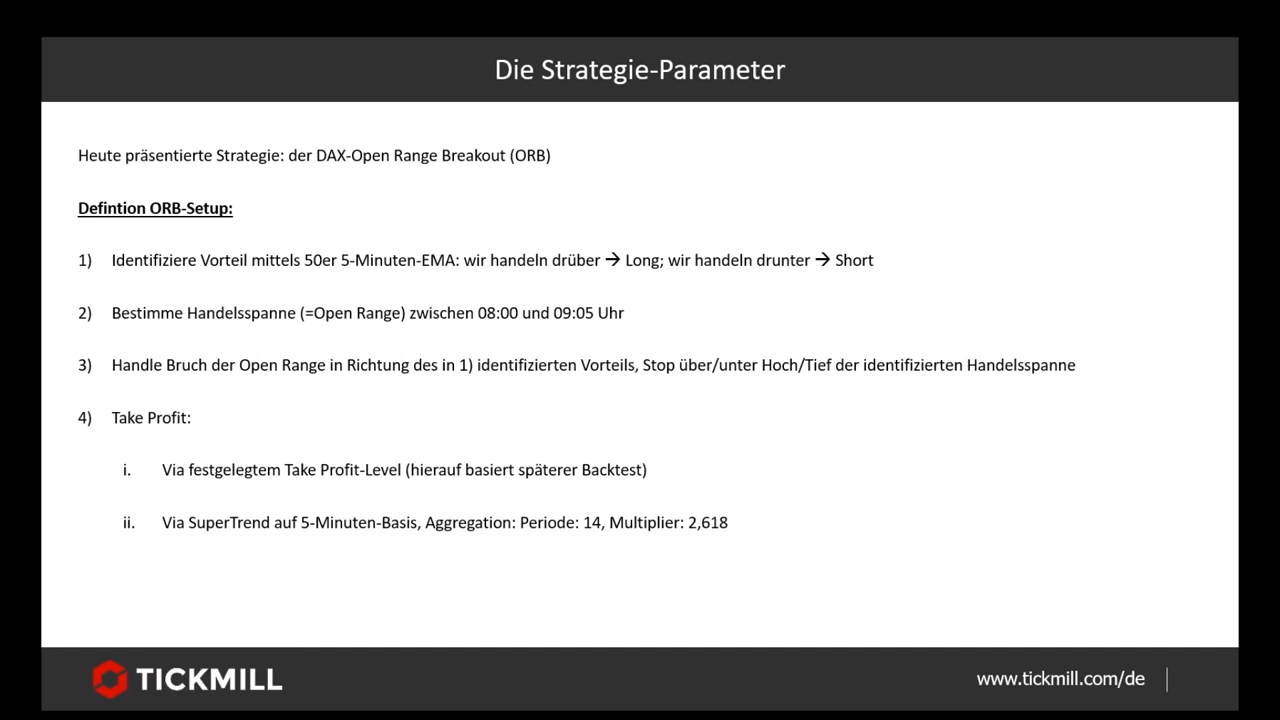 Die Strategie-Parameter
Heute präsentierte Strategie: der DAX-Open Range Breakout (ORB)
Defintion ORB-Setup:
1) Identifiziere Vorteil mittels 50er 5-Minuten-EMA: wir handeln drüber → Long; wir handeln drunter → Short
2) Bestimme Handelsspanne (=Open Range) zwischen 08:00 und 09:05 Uhr
3) Handle Bruch der Open Range in Richtung des in 1) identifizierten Vorteils, Stop über/unter Hoch/Tief der identifizierten Handelsspanne
4) Take Profit:
i. Via festgelegtem Take Profit-Level (hierauf basiert späterer Backtest)
ii. Via SuperTrend auf 5-Minuten-Basis, Aggregation: Periode: 14, Multiplier: 2,618
TICKMILL
www.tickmill.com/de